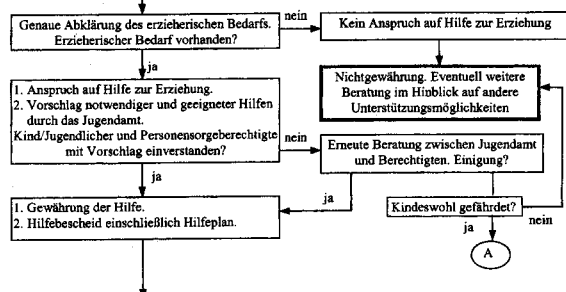 Genaue Abklärung des erzieherischen Bedarfs.
Erzieherischer Bedarf vorhanden?
nein
Kein Anspruch auf Hilfe zur Erziehung
ja
Nichtgewährung. Eventuell weitere
Beratung im Hinblick auf andere
Unterstützungsmöglichkeiten
1. Anspruch auf Hilfe zur Erziehung.
2. Vorschlag notwendiger und geeigneter Hilfen
durch das Jugendamt.
Kind/Jugendlicher und Personensorgeberechtigte
mit Vorschlag einverstanden?
nein
Erneute Beratung zwischen Jugendamt
und Berechtigten. Einigung?
ja
ja
1. Gewährung der Hilfe.
2. Hilfebescheid einschließlich Hilfeplan.
Kindeswohl gefährdet?
ja
nein
A